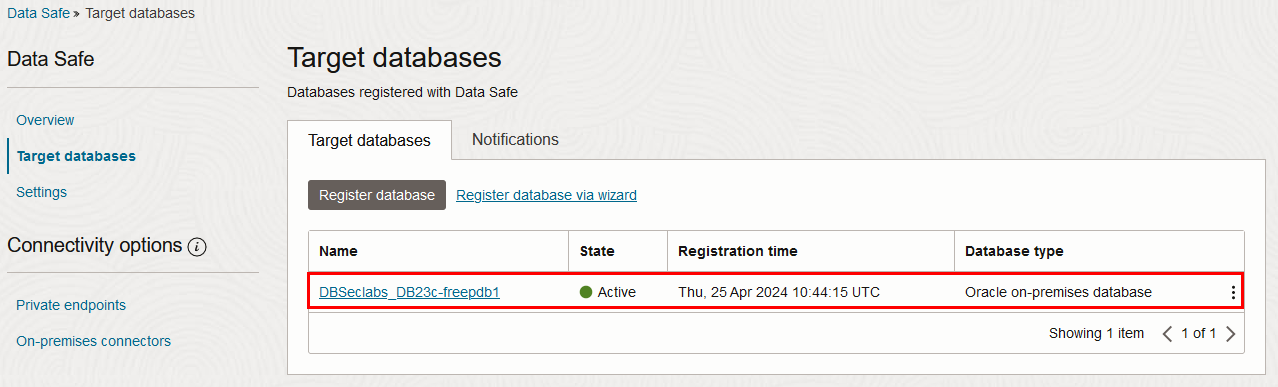 Data Safe » Target databases
Data Safe
Overview
Target databases
Settings
Connectivity options
Private endpoints
On-premises connectors
Target databases
Databases registered with Data Safe
Target databases Notifications
Register database Register database via wizard
Name State Registration time Database type
DBSeclabs_DB23c-freepdb1 Active Thu, 25 Apr 2024 10:44:15 UTC Oracle on-premises database
Showing 1 item 1 of 1